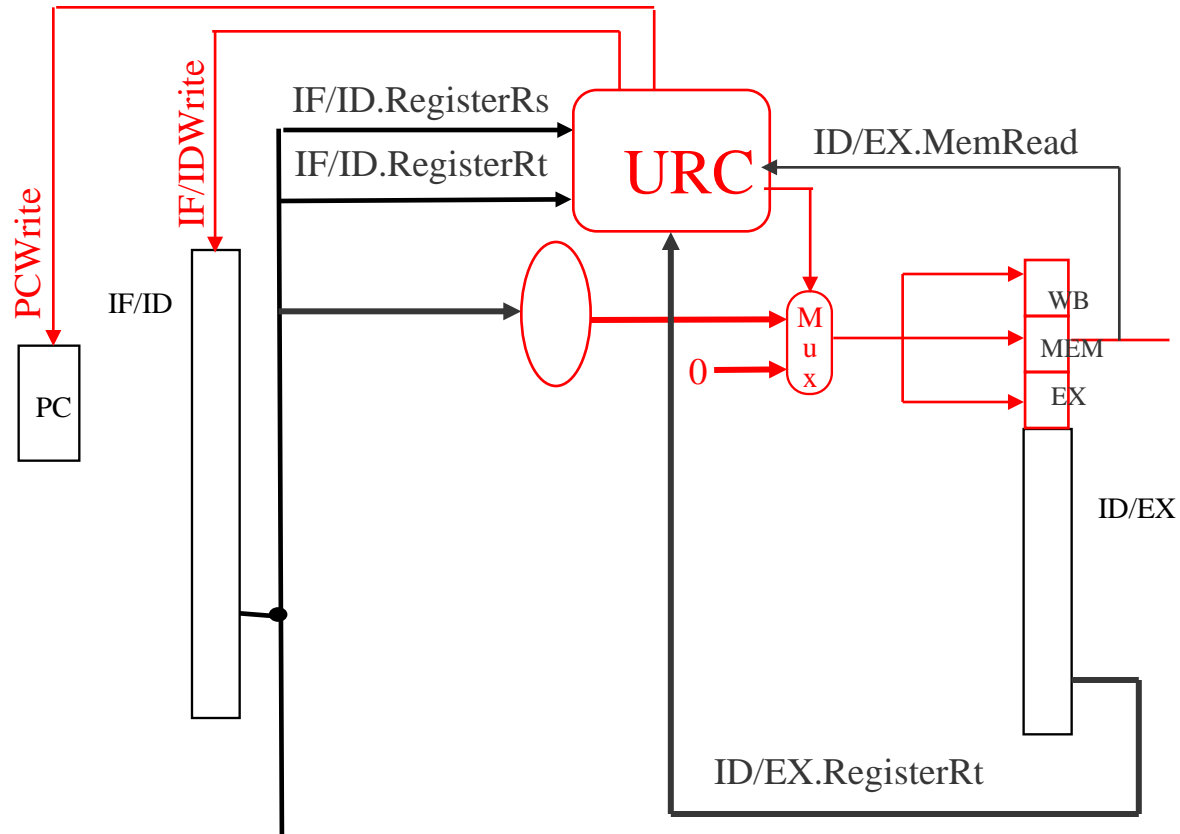 PCWrite
IF/IDWrite
IF/ID.RegisterRs
IF/ID.RegisterRt
URC
ID/EX.MemRead
IF/ID
PC
0
M
u
x
WB
MEM
EX
ID/EX
ID/EX.RegisterRt